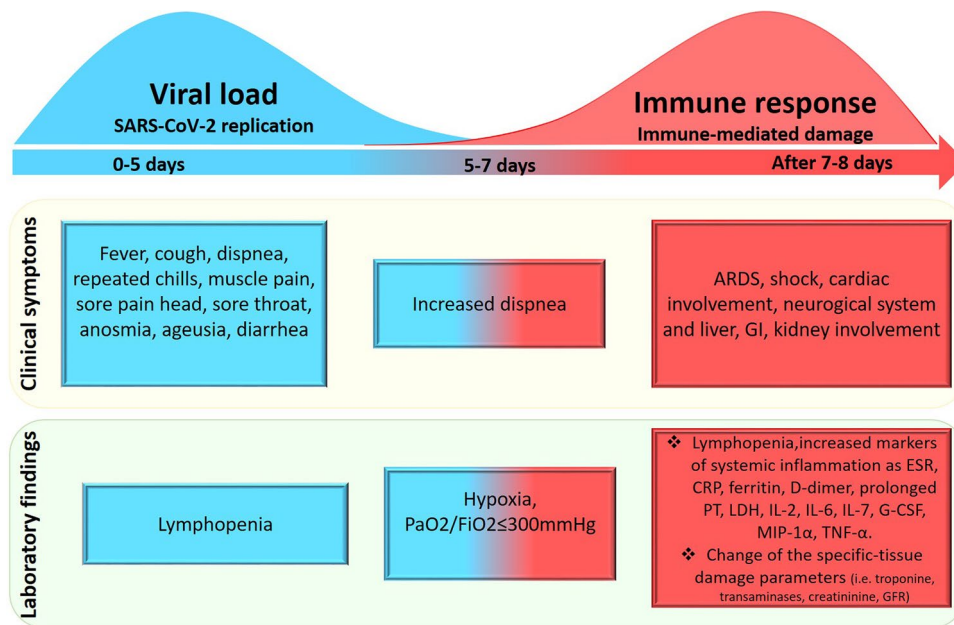 Viral load
SARS-CoV-2 replication
Immune response
Immune-mediated damage
0-5 days
5-7 days
After 7-8 days
Clinical symptoms
Fever, cough, dispnea,
repeated chills, muscle pain,
sore pain head, sore throat,
anosmia, ageusia, diarrhea
Increased dispnea
ARDS, shock, cardiac
involvement, neurogical system
and liver, GI, kidney involvement
Laboratory findings
Lymphopenia
Hypoxia,
PaO2/FiO2≤300mmHg
❖ Lymphopenia,increased markers
of systemic inflammation as ESR,
CRP, ferritin, D-dimer, prolonged
PT, LDH, IL-2, IL-6, IL-7, G-CSF,
MIP-1α, TNF-α.
❖ Change of the specific-tissue
damage parameters (i.e. troponine,
transaminases, creatininine, GFR)